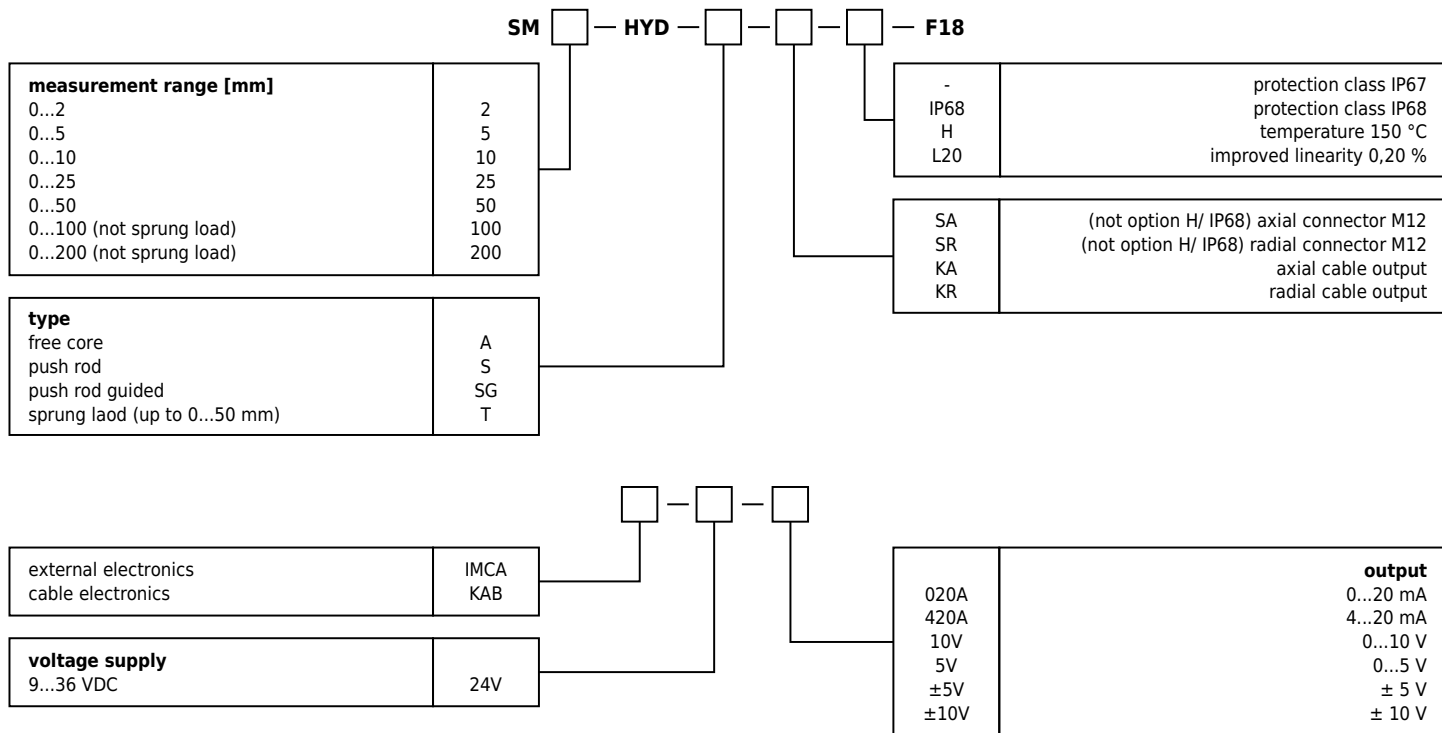 SM — HYD — — — F18
measurement range [mm]
0...2 2
0...5 5
0...10 10
0...25 25
0...50 50
0...100 (not sprung load) 100
0...200 (not sprung load) 200
- protection class IP67
IP68 protection class IP68
H temperature 150 °C
L20 improved linearity 0,20 %
SA (not option H/ IP68) axial connector M12
SR (not option H/ IP68) radial connector M12
KA axial cable output
KR radial cable output
type
free core A
push rod S
push rod guided SG
sprung laod (up to 0...50 mm) T
— —
external electronics IMCA
cable electronics KAB
voltage supply
9...36 VDC 24V
output
020A 0...20 mA
420A 4...20 mA
10V 0...10 V
5V 0...5 V
±5V ± 5 V
±10V ± 10 V